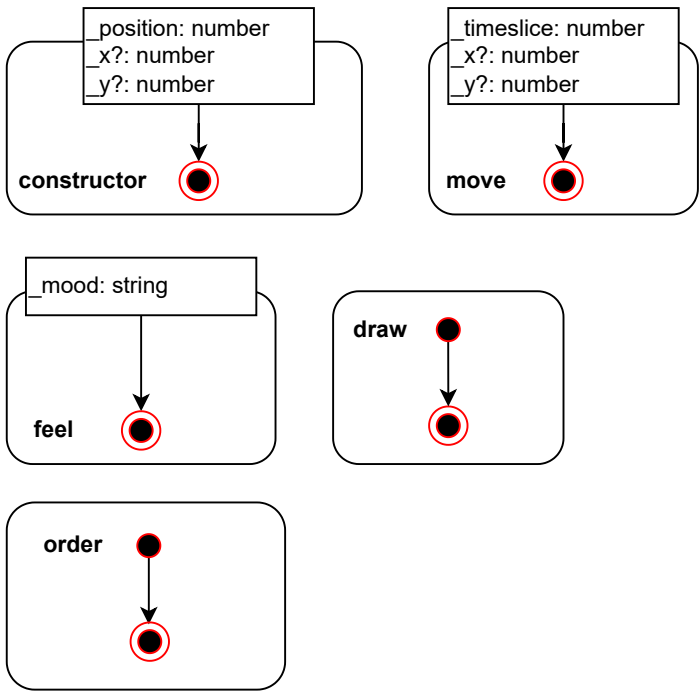 _position: number
_x?: number
_y?: number
constructor
_timeslice: number
_x?: number
_y?: number
move
_mood: string
feel
draw
order